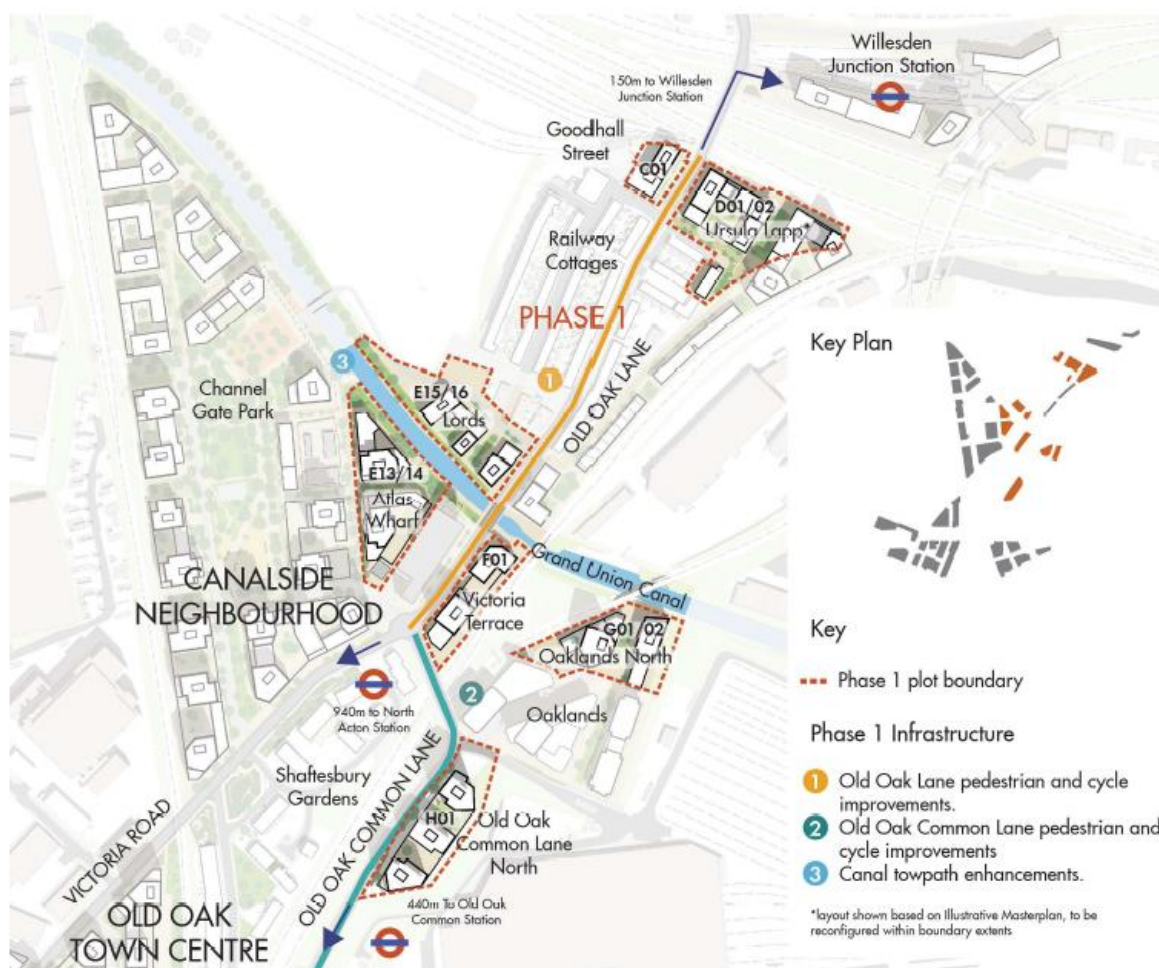 Willesden
Junction Station
150m to Willesden
Junction Station
Goodhall
Street
C01
D01/02
Ursula Lapp*
Railway
Cottages
PHASE 1
1
OLD OAK LANE
3
Channel
Gate Park
E15/16
Lords
E13/14
Atlas
Wharf
CANALSIDE
NEIGHBOURHOOD
F01
Victoria
Terrace
Grand Union Canal
G01 02
Oaklands North
2
Oaklands
940m to North
Acton Station
Shaftesbury
Gardens
VICTORIA ROAD
OLD OAK COMMON LANE
H01
Old Oak
Common Lane
North
440m To Old Oak
Common Station
OLD OAK
TOWN CENTRE
Key Plan
Key
Phase 1 plot boundary
Phase 1 Infrastructure
1 Old Oak Lane pedestrian and cycle
improvements.
2 Old Oak Common Lane pedestrian and
cycle improvements
3 Canal towpath enhancements.
*layout shown based on Illustrative Masterplan, to be
reconfigured within boundary extents